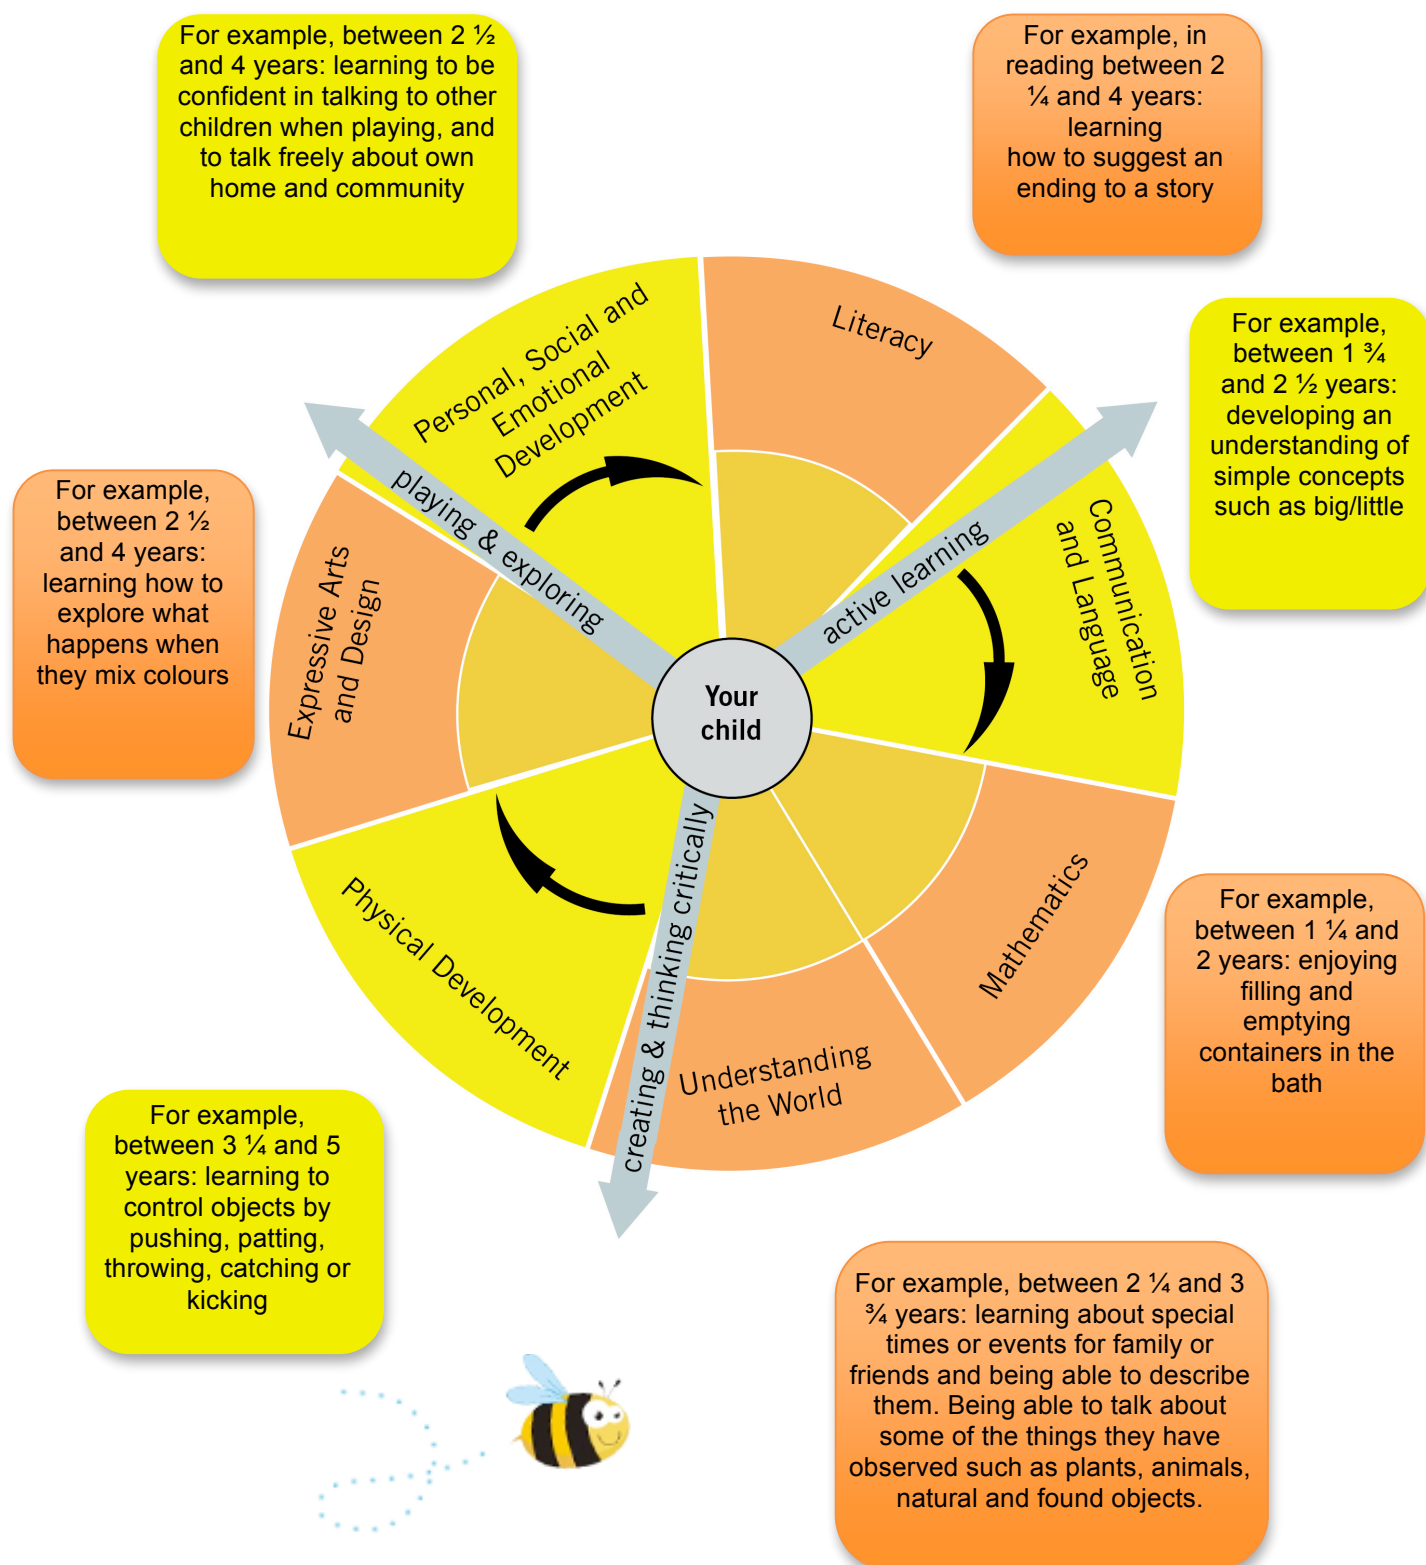 For example, between 2 ½
and 4 years: learning to be
confident in talking to other
children when playing, and
to talk freely about own
home and community
For example, in
reading between 2
¼ and 4 years:
learning
how to suggest an
ending to a story
For example,
between 1 ¾
and 2 ½ years:
developing an
understanding of
simple concepts
such as big/little
For example,
between 2 ½
and 4 years:
learning how to
explore what
happens when
they mix colours
Personal, Social and
Emotional
Development
Literacy
Communication
and Language
Expressive Arts
and Design
playing & exploring
active learning
Your
child
creating & thinking critically
Physical Development
Mathematics
Understanding
the World
For example,
between 1 ¼ and
2 years: enjoying
filling and
emptying
containers in the
bath
For example,
between 3 ¼ and 5
years: learning to
control objects by
pushing, patting,
throwing, catching or
kicking
For example, between 2 ¼ and 3
¾ years: learning about special
times or events for family or
friends and being able to describe
them. Being able to talk about
some of the things they have
observed such as plants, animals,
natural and found objects.